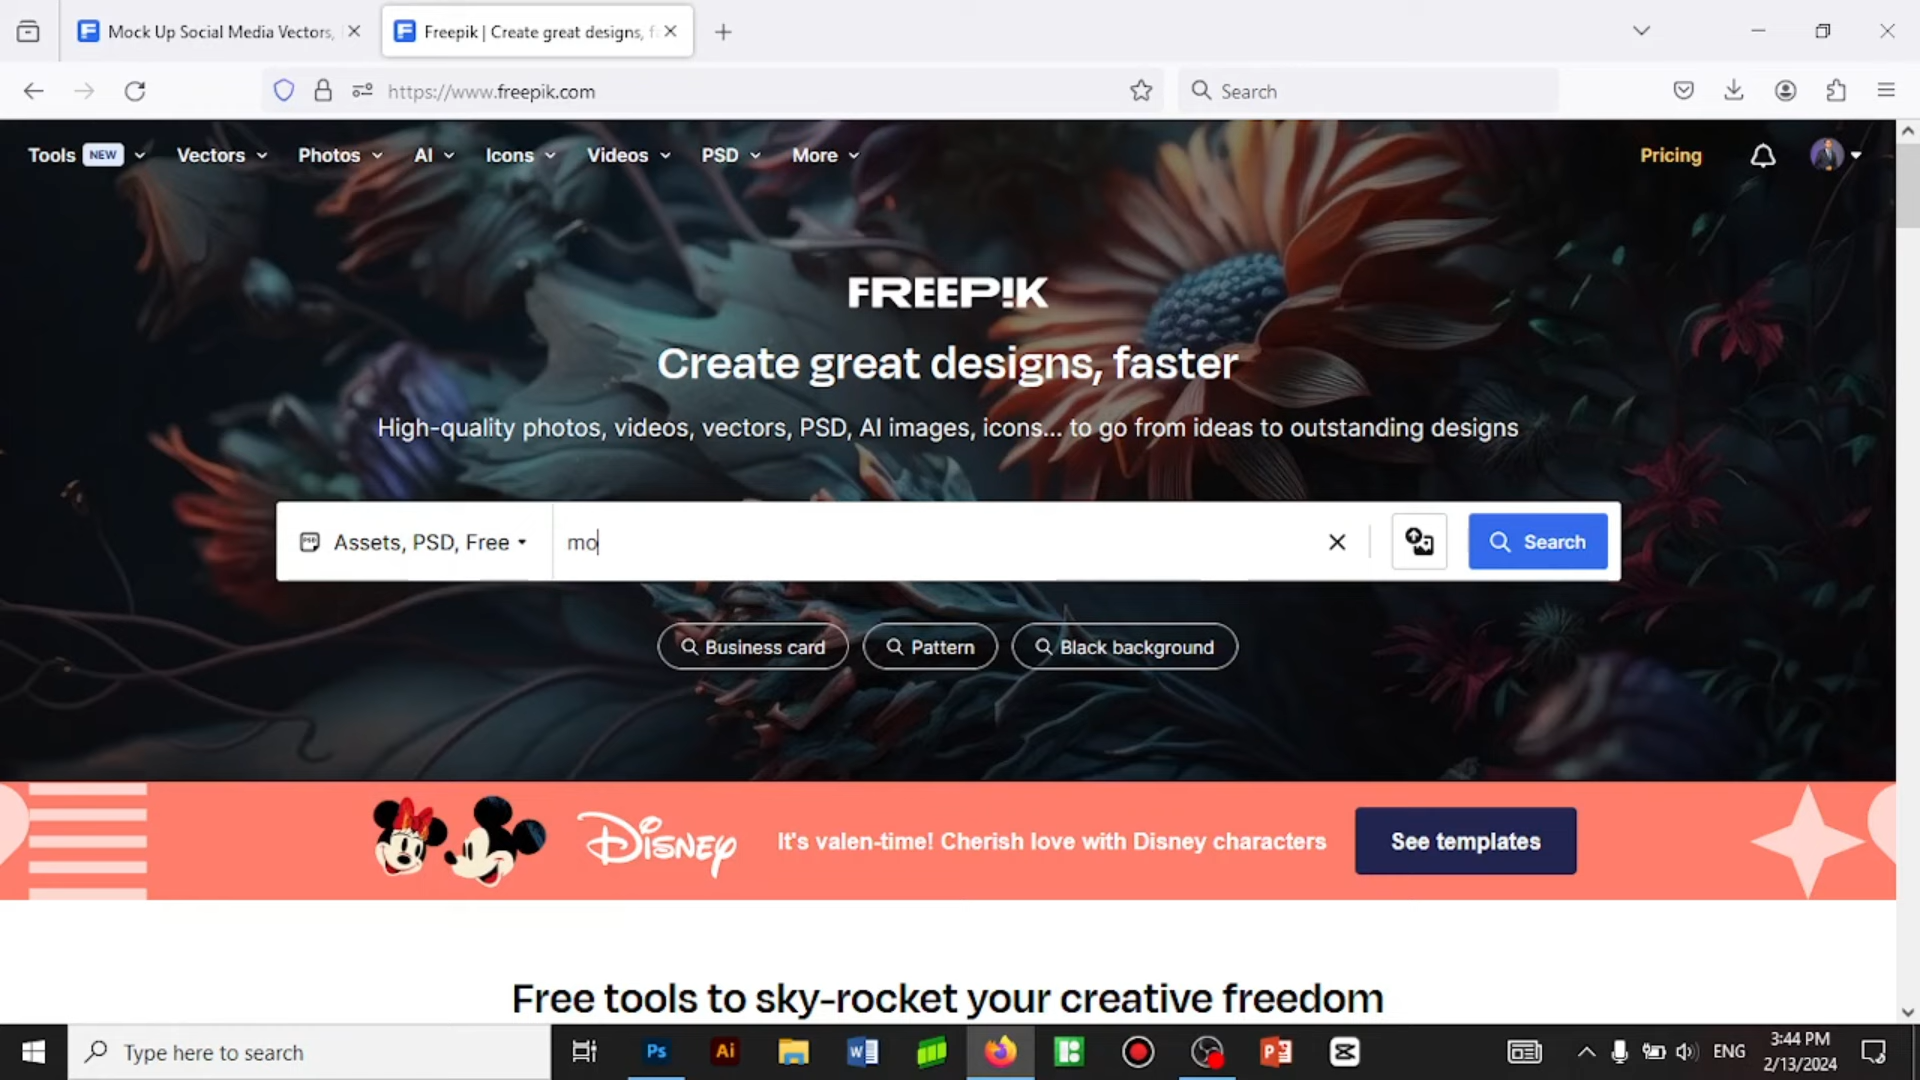 Mock Up Social Media Vectors,
Freepik | Create great designs, f
https://www.freepik.com
Search
Tools NEW
Vectors
Photos
AI
Icons
Videos
PSD
More
Pricing
FREEP!K
Create great designs, faster
High-quality photos, videos, vectors, PSD, AI images, icons... to go from ideas to outstanding designs
Assets, PSD, Free
mo
Search
Business card
Pattern
Black background
Disney
It's valen-time! Cherish love with Disney characters
See templates
Free tools to sky-rocket your creative freedom
Type here to search
Ps
Ai
ENG
3:44 PM
2/13/2024